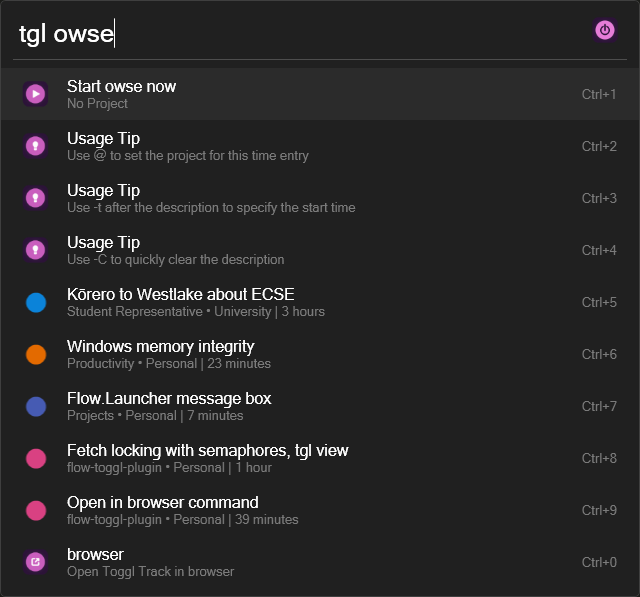 tgl owse
Start owse now
No Project
Ctrl+1
Usage Tip
Use @ to set the project for this time entry
Ctrl+2
Usage Tip
Use -t after the description to specify the start time
Ctrl+3
Usage Tip
Use -C to quickly clear the description
Ctrl+4
Kōrero to Westlake about ECSE
Student Representative • University | 3 hours
Ctrl+5
Windows memory integrity
Productivity • Personal | 23 minutes
Ctrl+6
Flow.Launcher message box
Projects • Personal | 7 minutes
Ctrl+7
Fetch locking with semaphores, tgl view
flow-toggl-plugin • Personal | 1 hour
Ctrl+8
Open in browser command
flow-toggl-plugin • Personal | 39 minutes
Ctrl+9
browser
Open Toggl Track in browser
Ctrl+0